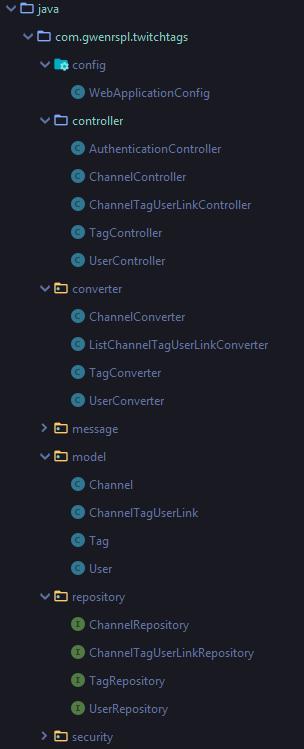 java
com.gwenrspl.twitchtags
config
WebApplicationConfig
controller
AuthenticationController
ChannelController
ChannelTagUserLinkController
TagController
UserController
converter
ChannelConverter
ListChannelTagUserLinkConverter
TagConverter
UserConverter
message
model
Channel
ChannelTagUserLink
Tag
User
repository
ChannelRepository
ChannelTagUserLinkRepository
TagRepository
UserRepository
security